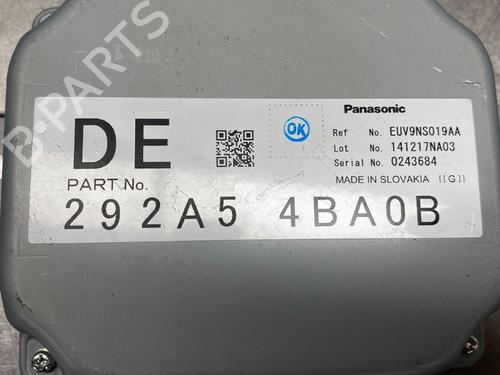 DE
OK
Panasonic
Ref No. EUV9NS019AA
Lot No. 141217NA03
Serial No. 0243684
MADE IN SLOVAKIA [[G]]
PART No.
292A5 4BA0B
B-PARTS